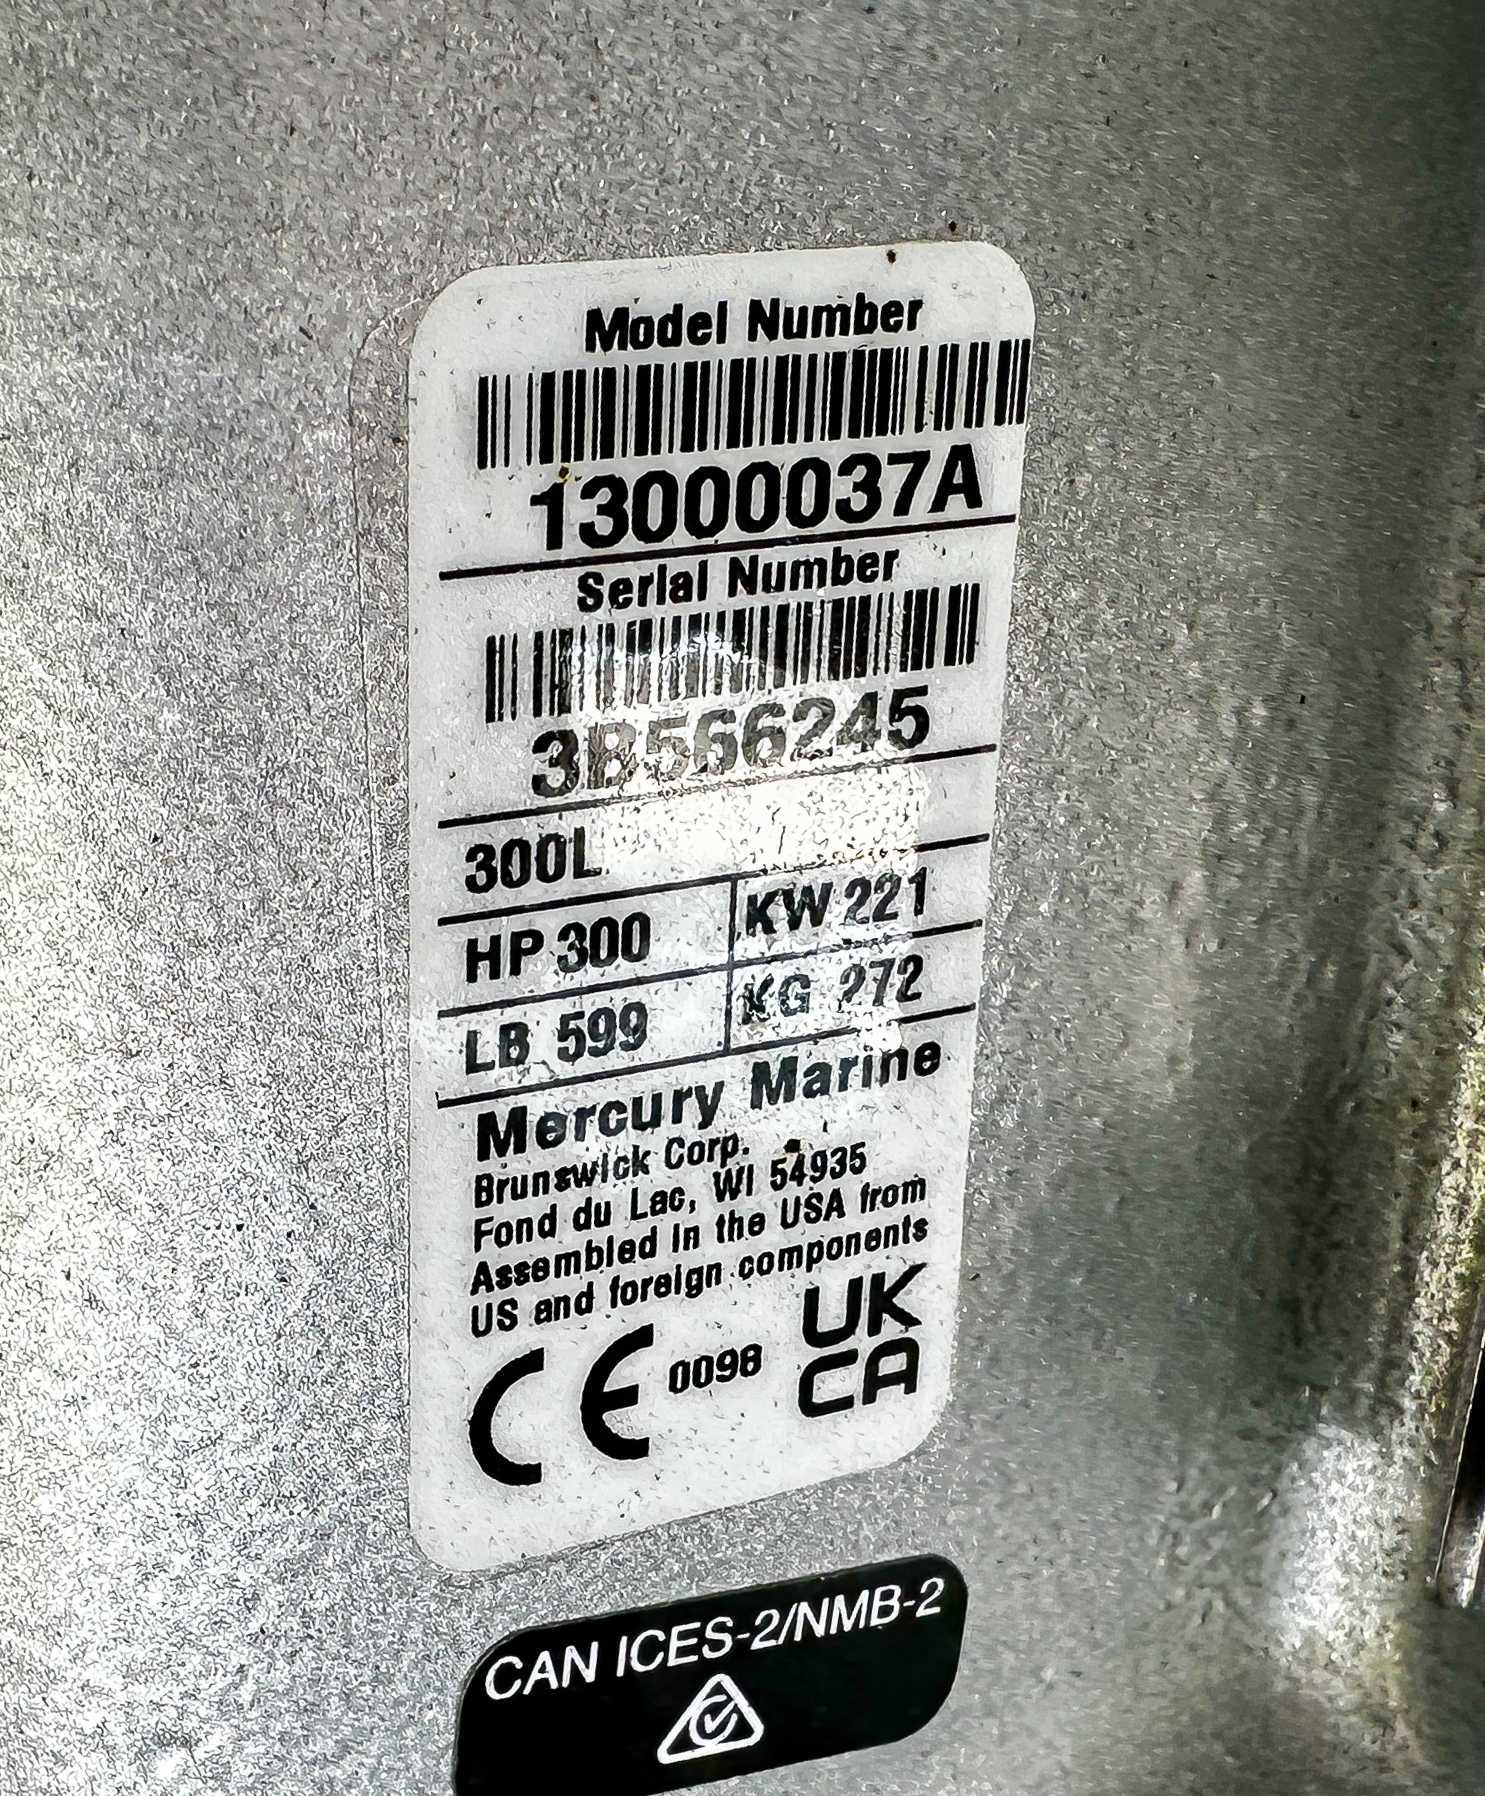 Model Number
13000037A
Serial Number
3B566245
300L
HP 300 KW 221
LB 599 KG 272
Mercury Marine
Brunswick Corp.
Fond du Lac, WI 54935
Assembled in the USA from
US and foreign components
CE 0098 UK
CA
CAN ICES-2/NMB-2